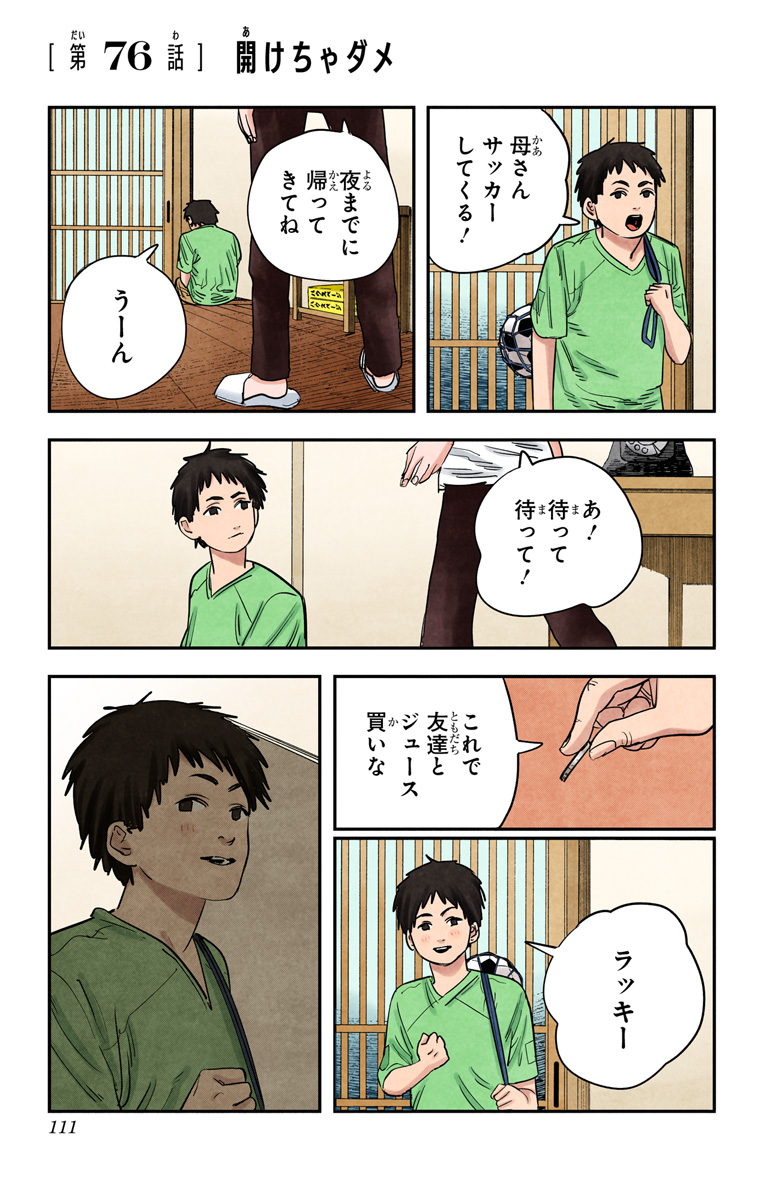 [第76話] 開けちゃダメ
母さん
サッカー
してくる！
夜までに
帰って
きてね
うーん
あ！
待って
待って！
これで
友達と
ジュース
買いな
ラッキー
111